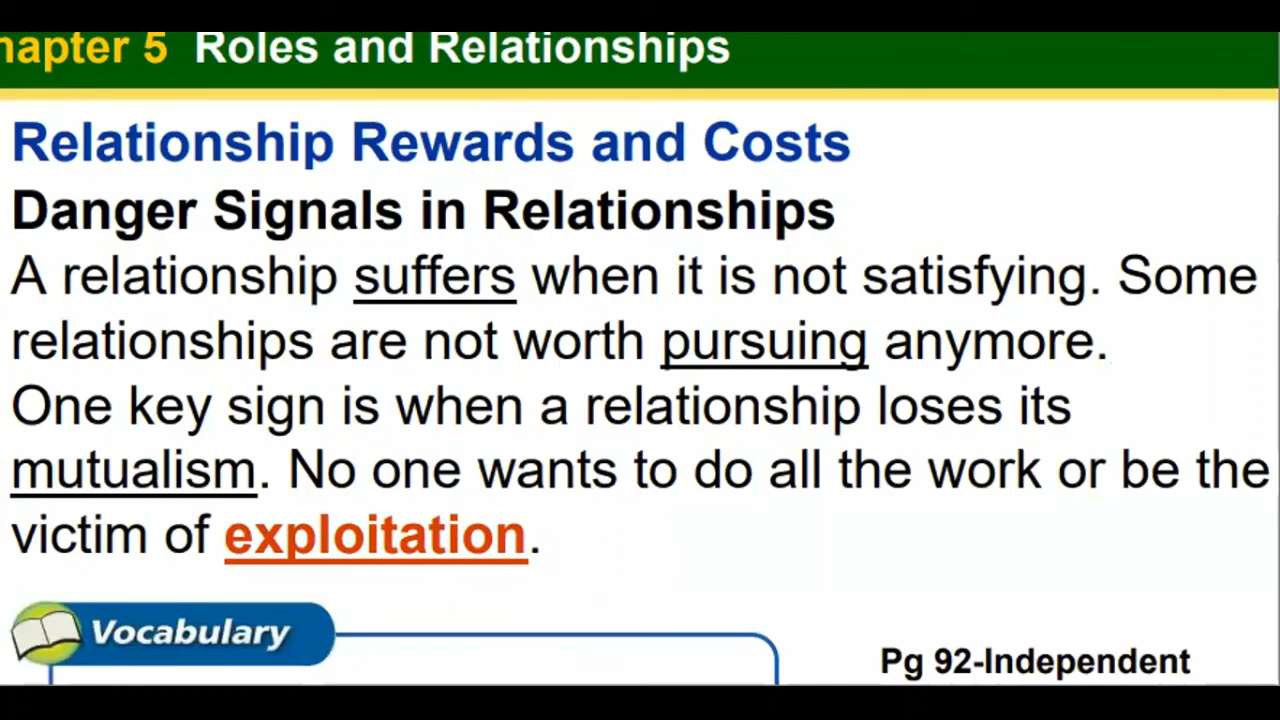 hapter 5 Roles and Relationships
Relationship Rewards and Costs
Danger Signals in Relationships
A relationship suffers when it is not satisfying. Some
relationships are not worth pursuing anymore.
One key sign is when a relationship loses its
mutualism. No one wants to do all the work or be the
victim of exploitation.
Vocabulary
Pg 92-Independent